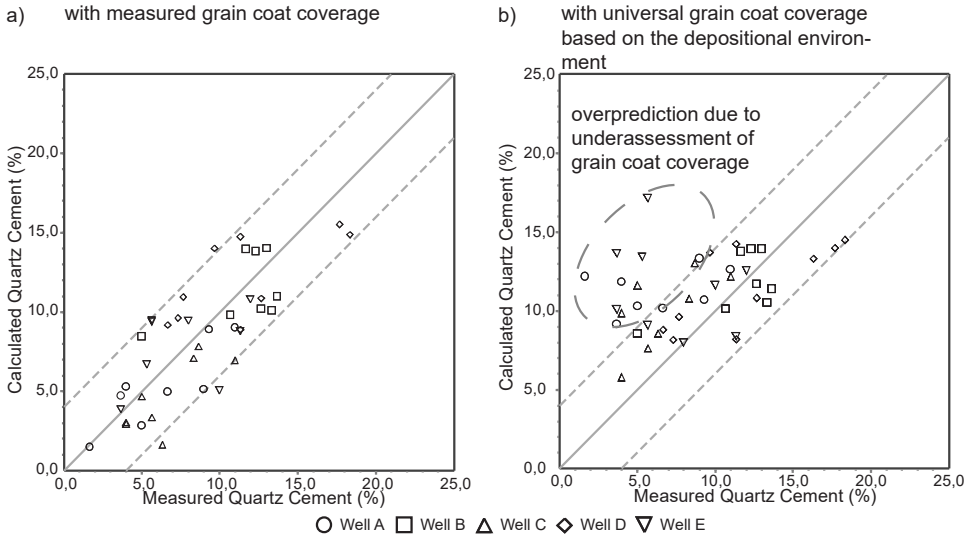 a)
with measured grain coat coverage
25,0
20,0
15,0
10,0
5,0
0,0
Calculated Quartz Cement (%)
0,0 5,0 10,0 15,0 20,0 25,0
Measured Quartz Cement (%)
b)
with universal grain coat coverage
based on the depositional environ-
ment
25,0
20,0
15,0
10,0
5,0
0,0
Calculated Quartz Cement (%)
overprediction due to
underassessment of
grain coat coverage
0,0 5,0 10,0 15,0 20,0 25,0
Measured Quartz Cement (%)
Well A Well B Well C Well D Well E